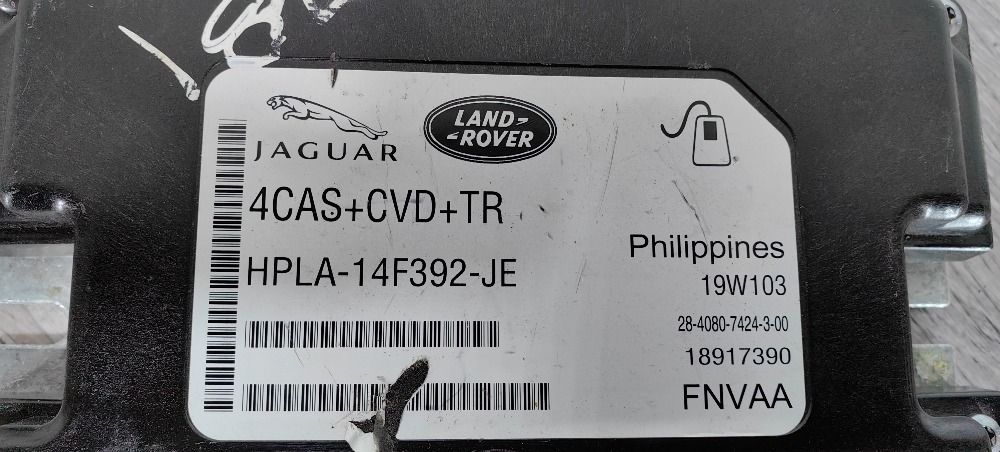 JAGUAR
LAND-
-ROVER
4CAS+CVD+TR
HPLA-14F392-JE
Philippines
19W103
28-4080-7424-3-00
18917390
FNVAA